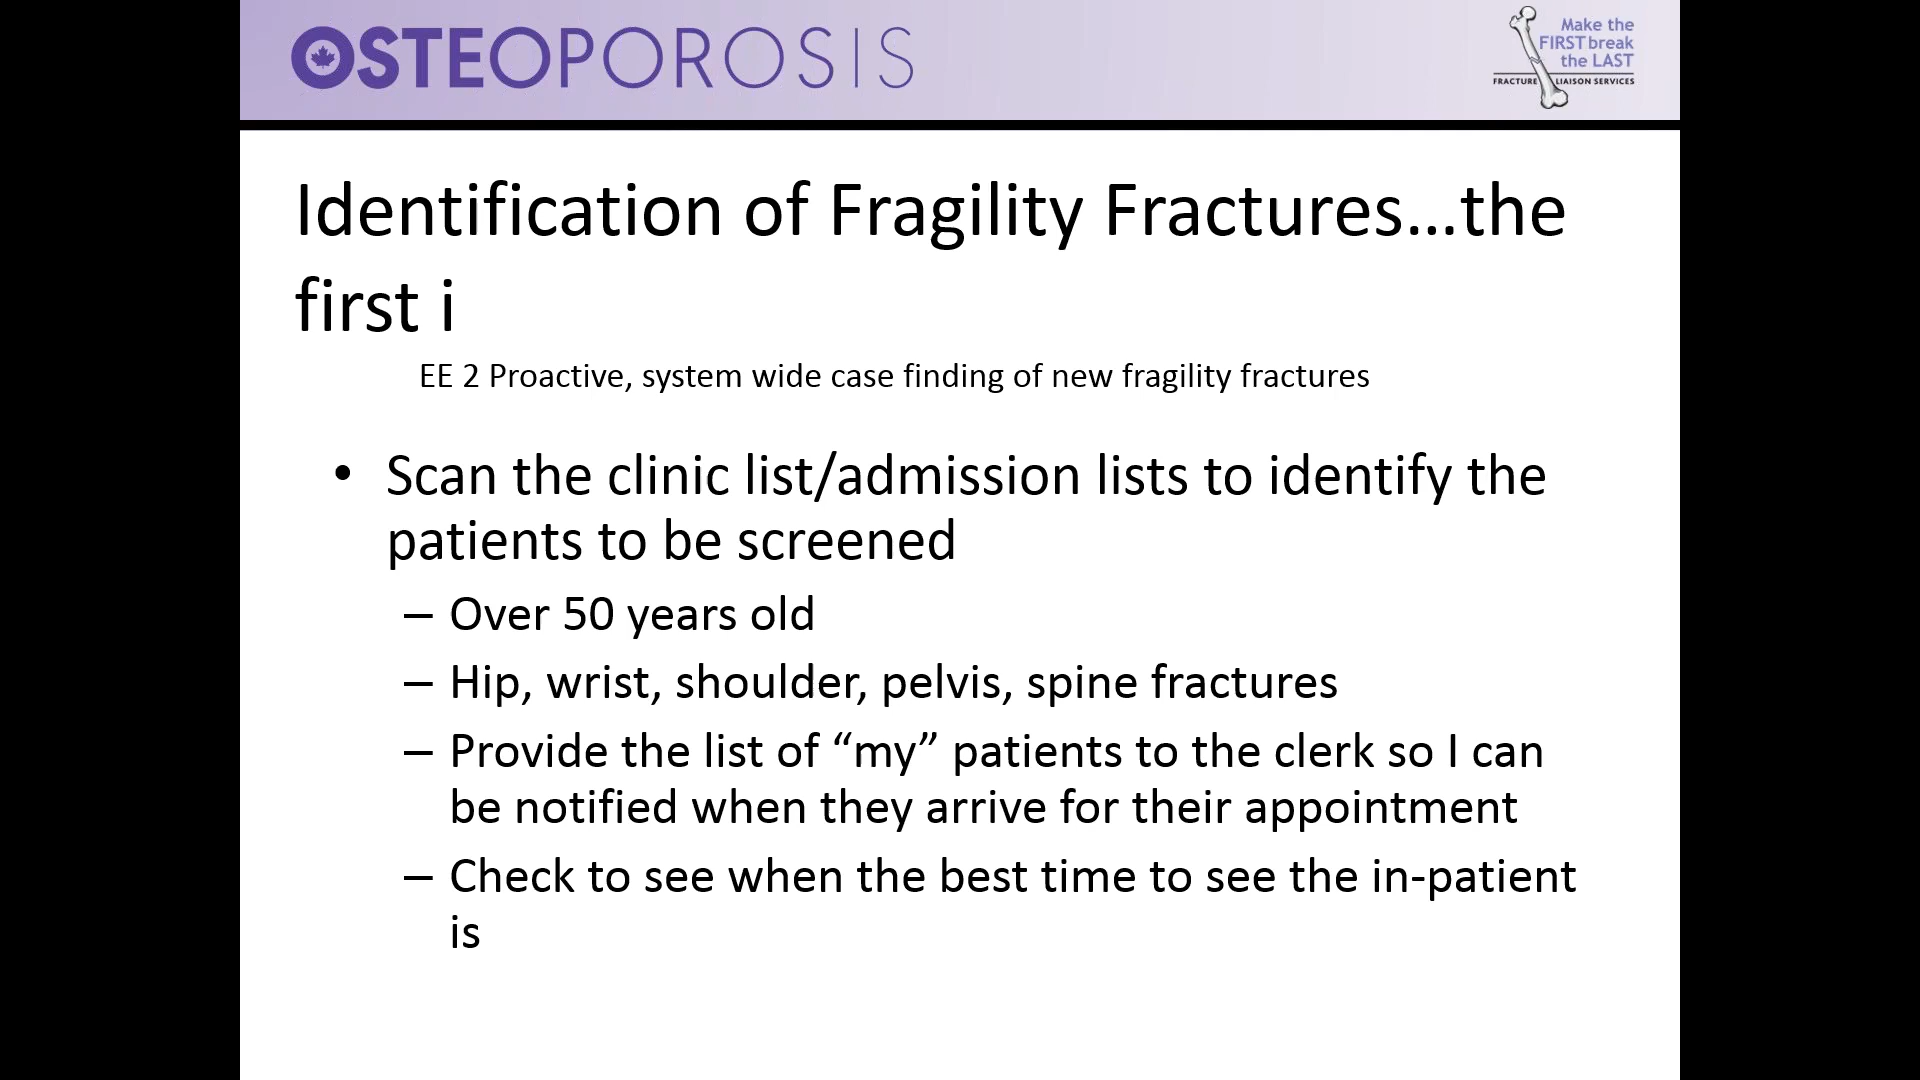 OSTEOPOROSIS
Make the
FIRST break
the LAST
FRACTURE LIAISON SERVICES
Identification of Fragility Fractures...the
first i
EE 2 Proactive, system wide case finding of new fragility fractures
• Scan the clinic list/admission lists to identify the
patients to be screened
– Over 50 years old
– Hip, wrist, shoulder, pelvis, spine fractures
– Provide the list of “my” patients to the clerk so I can
be notified when they arrive for their appointment
– Check to see when the best time to see the in-patient
is